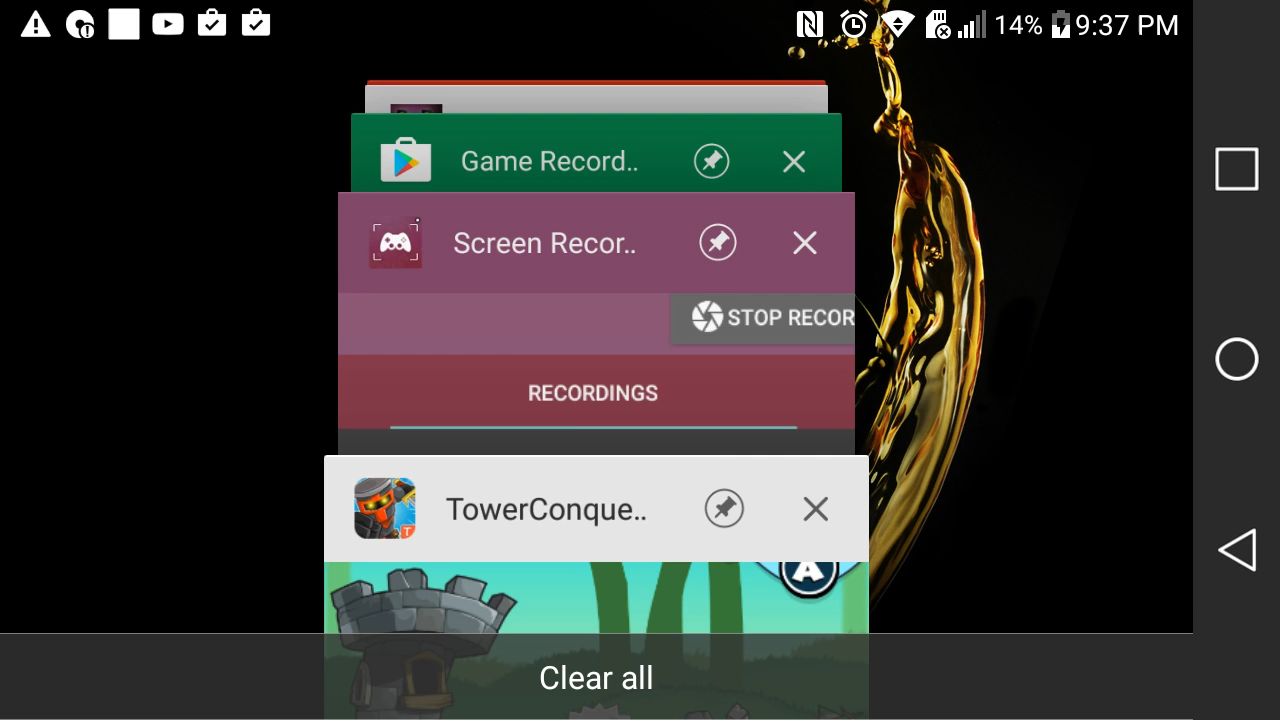 14% 9:37 PM
Game Record..
Screen Recor..
STOP RECOR
RECORDINGS
TowerConque..
T
A
Clear all